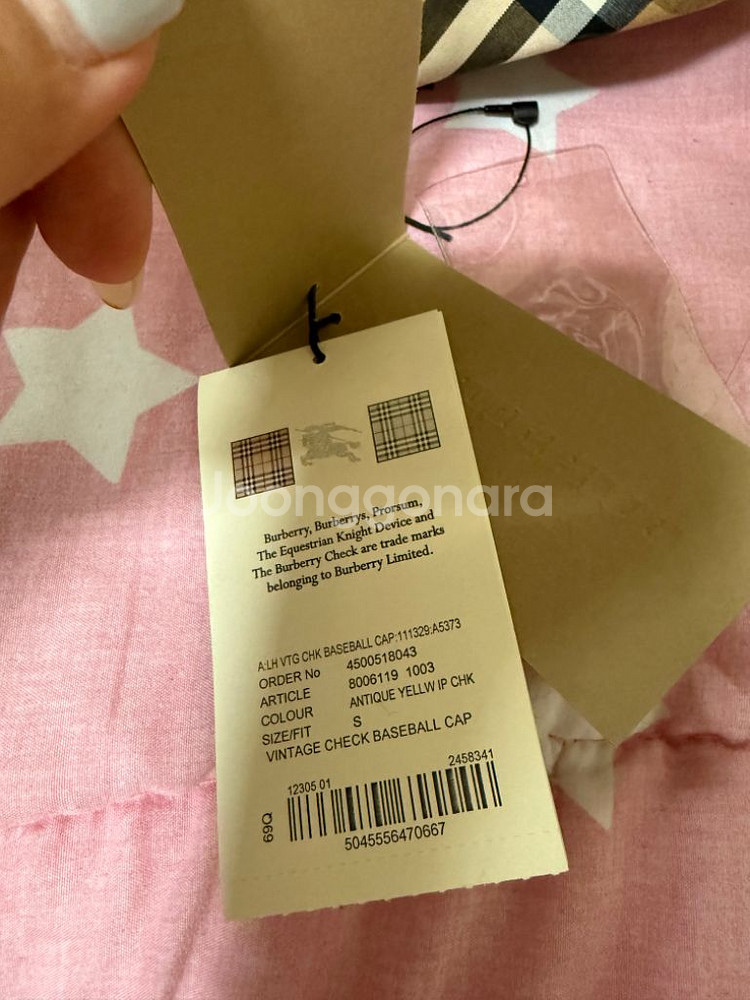 Joonggonara
Burberry, Burberrys, Prorsum,
The Equestrian Knight Device and
The Burberry Check are trade marks
belonging to Burberry Limited.
A:LH VTG CHK BASEBALL CAP:111329:A5373
ORDER No 4500518043
ARTICLE 8006119 1003
COLOUR ANTIQUE YELLW IP CHK
SIZE/FIT S
VINTAGE CHECK BASEBALL CAP
12305 01 2458341
69Q
5045556470667